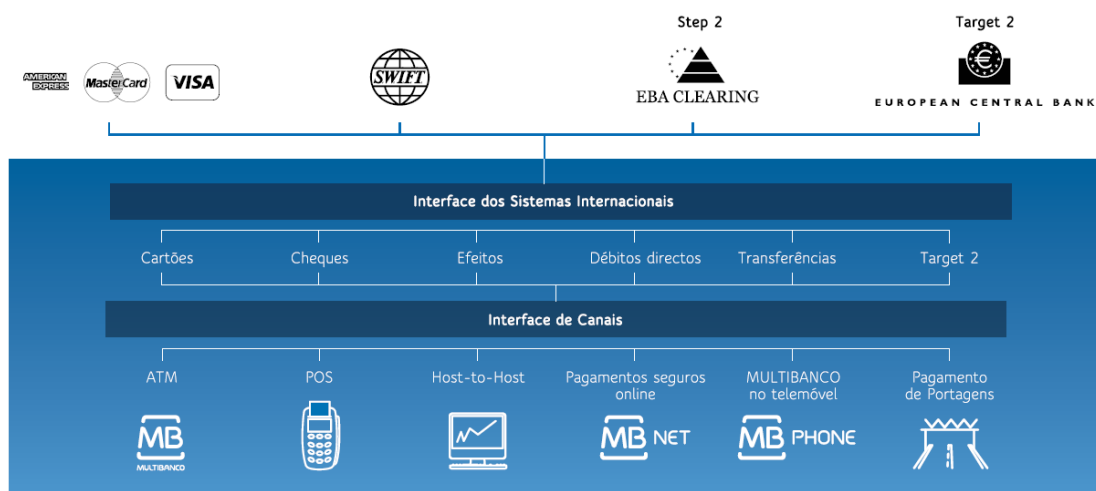 Step 2
Target 2
AMERICAN
EXPRESS
MasterCard
VISA
SWIFT
EBA CLEARING
EUROPEAN CENTRAL BANK
Interface dos Sistemas Internacionais
Cartões
Cheques
Efeitos
Débitos directos
Transferências
Target 2
Interface de Canais
ATM
POS
Host-to-Host
Pagamentos seguros
online
MULTIBANCO
no telemóvel
Pagamento
de Portagens
MB
MULTIBANCO
MB NET
MB PHONE